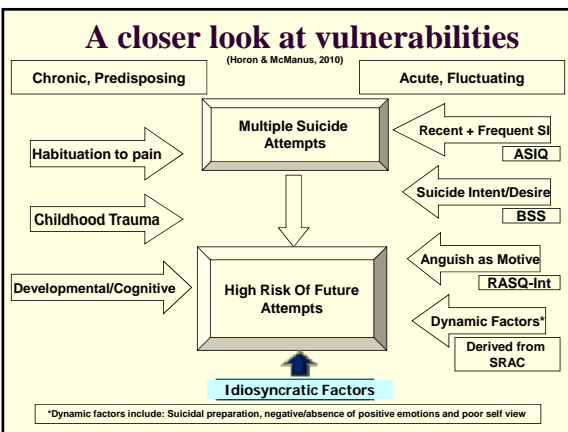 A closer look at vulnerabilities
(Horon & McManus, 2010)
Chronic, Predisposing
Acute, Fluctuating
Multiple Suicide
Attempts
Recent + Frequent SI
ASIQ
Habituation to pain
Suicide Intent/Desire
BSS
Childhood Trauma
Anguish as Motive
RASQ-Int
Developmental/Cognitive
High Risk Of Future
Attempts
Dynamic Factors*
Derived from
SRAC
Idiosyncratic Factors
*Dynamic factors include: Suicidal preparation, negative/absence of positive emotions and poor self view